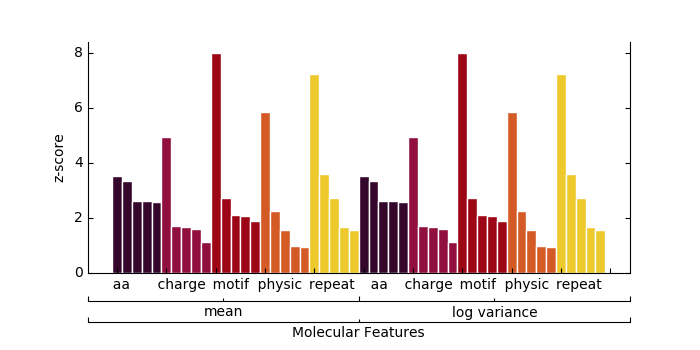 8
6
4
2
0
z-score
aa charge motif physic repeat aa charge motif physic repeat
mean log variance
Molecular Features